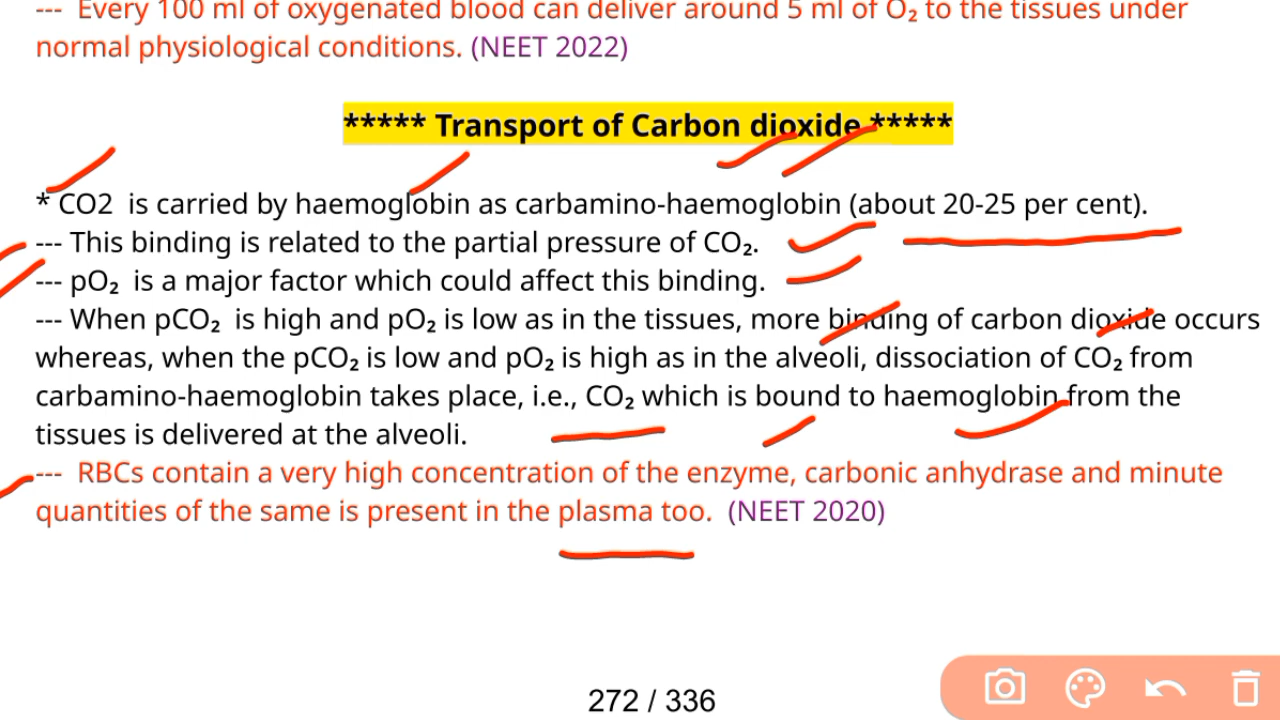 --- Every 100 ml of oxygenated blood can deliver around 5 ml of O₂ to the tissues under
normal physiological conditions. (NEET 2022)
***** Transport of Carbon dioxide *****
* CO2 is carried by haemoglobin as carbamino-haemoglobin (about 20-25 per cent).
--- This binding is related to the partial pressure of CO₂.
--- pO₂ is a major factor which could affect this binding.
--- When pCO₂ is high and pO₂ is low as in the tissues, more binding of carbon dioxide occurs
whereas, when the pCO₂ is low and pO₂ is high as in the alveoli, dissociation of CO₂ from
carbamino-haemoglobin takes place, i.e., CO₂ which is bound to haemoglobin from the
tissues is delivered at the alveoli.
--- RBCs contain a very high concentration of the enzyme, carbonic anhydrase and minute
quantities of the same is present in the plasma too. (NEET 2020)
272 / 336